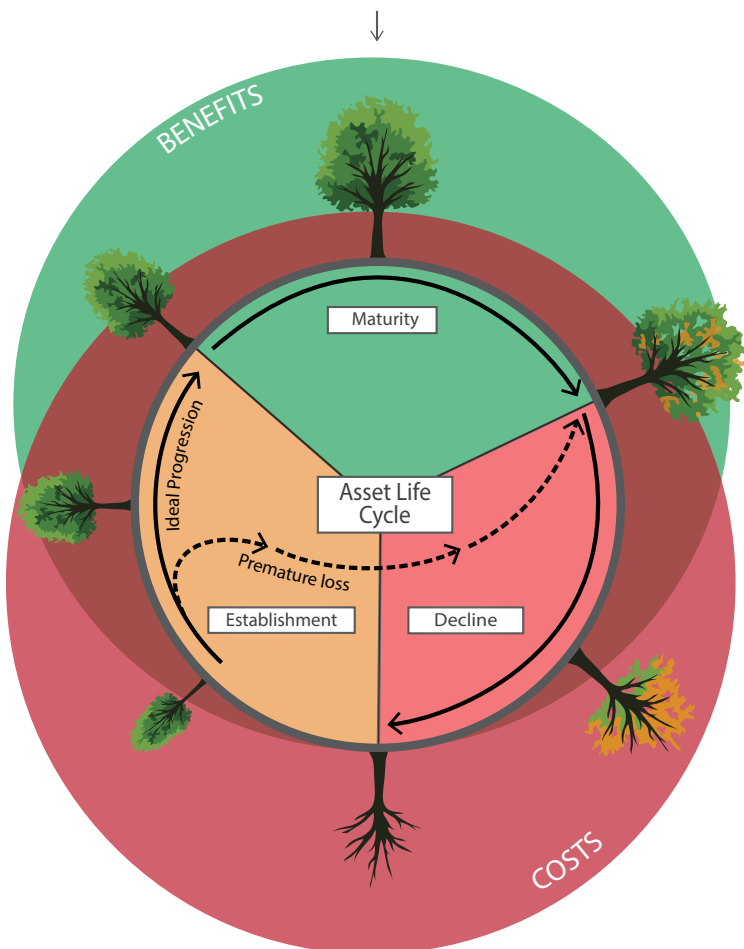 BENEFITS
Maturity
Ideal Progression
Asset Life
Cycle
Premature loss
Establishment
Decline
COSTS